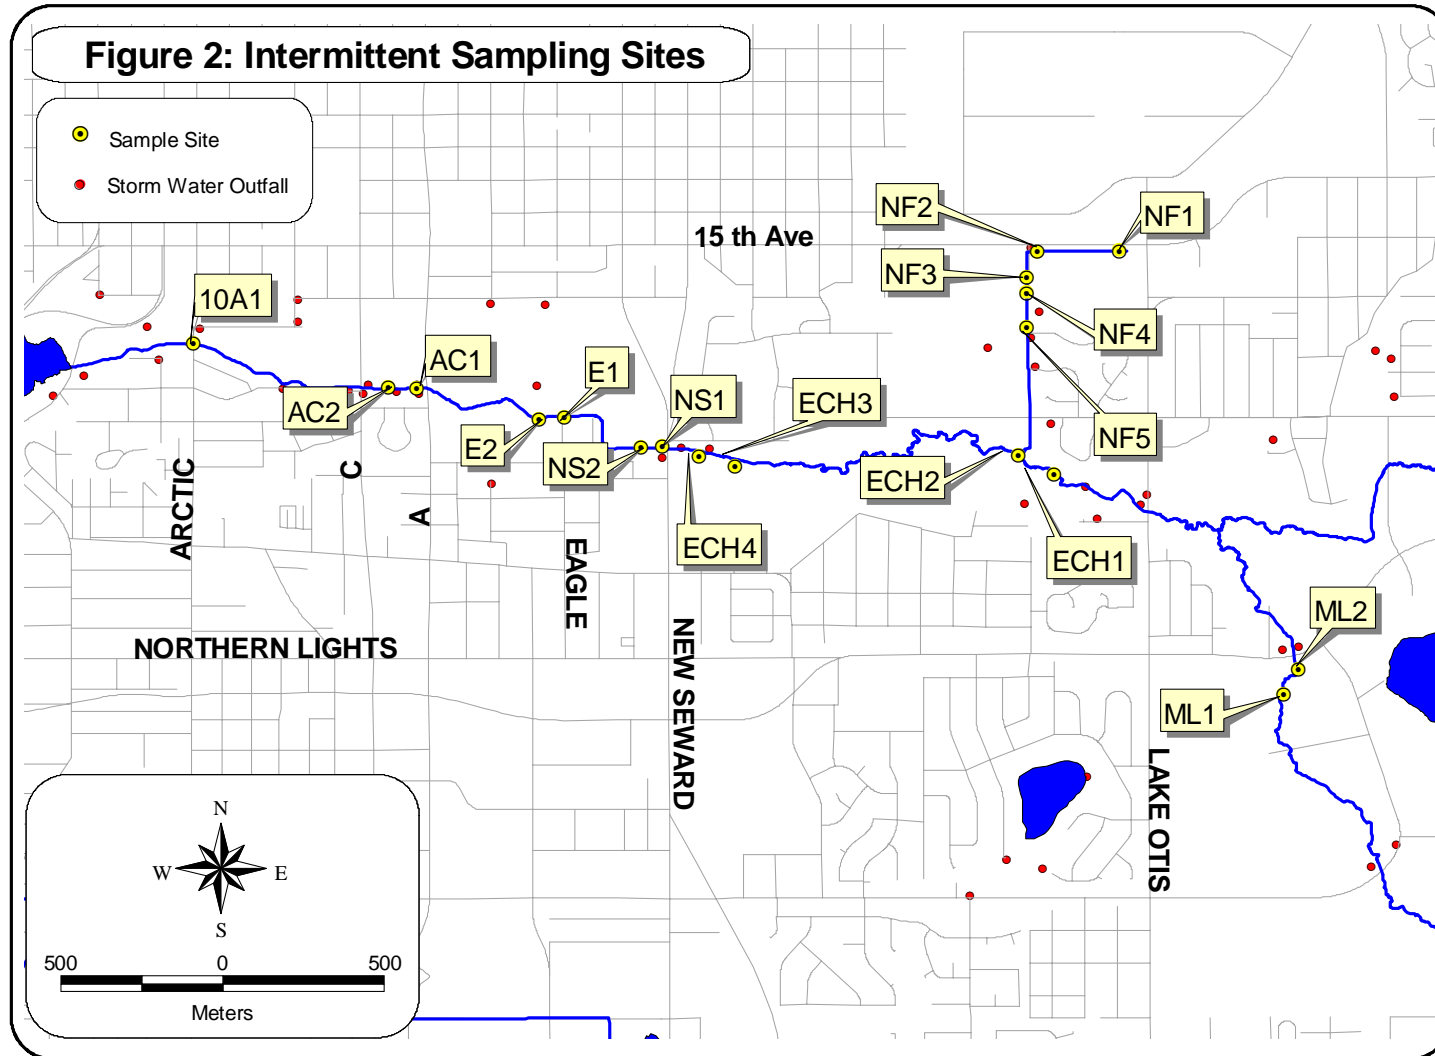 Figure 2: Intermittent Sampling Sites
Sample Site
Storm Water Outfall
NF2
NF1
15 th Ave
NF3
10A1
NF4
AC1
E1
AC2
NS1
ECH3
E2
NS2
NF5
ECH2
ARCTIC
C
A
ECH4
ECH1
EAGLE
ML2
NORTHERN LIGHTS
NEW SEWARD
ML1
LAKE OTIS
N
W
E
S
500
0
500
Meters